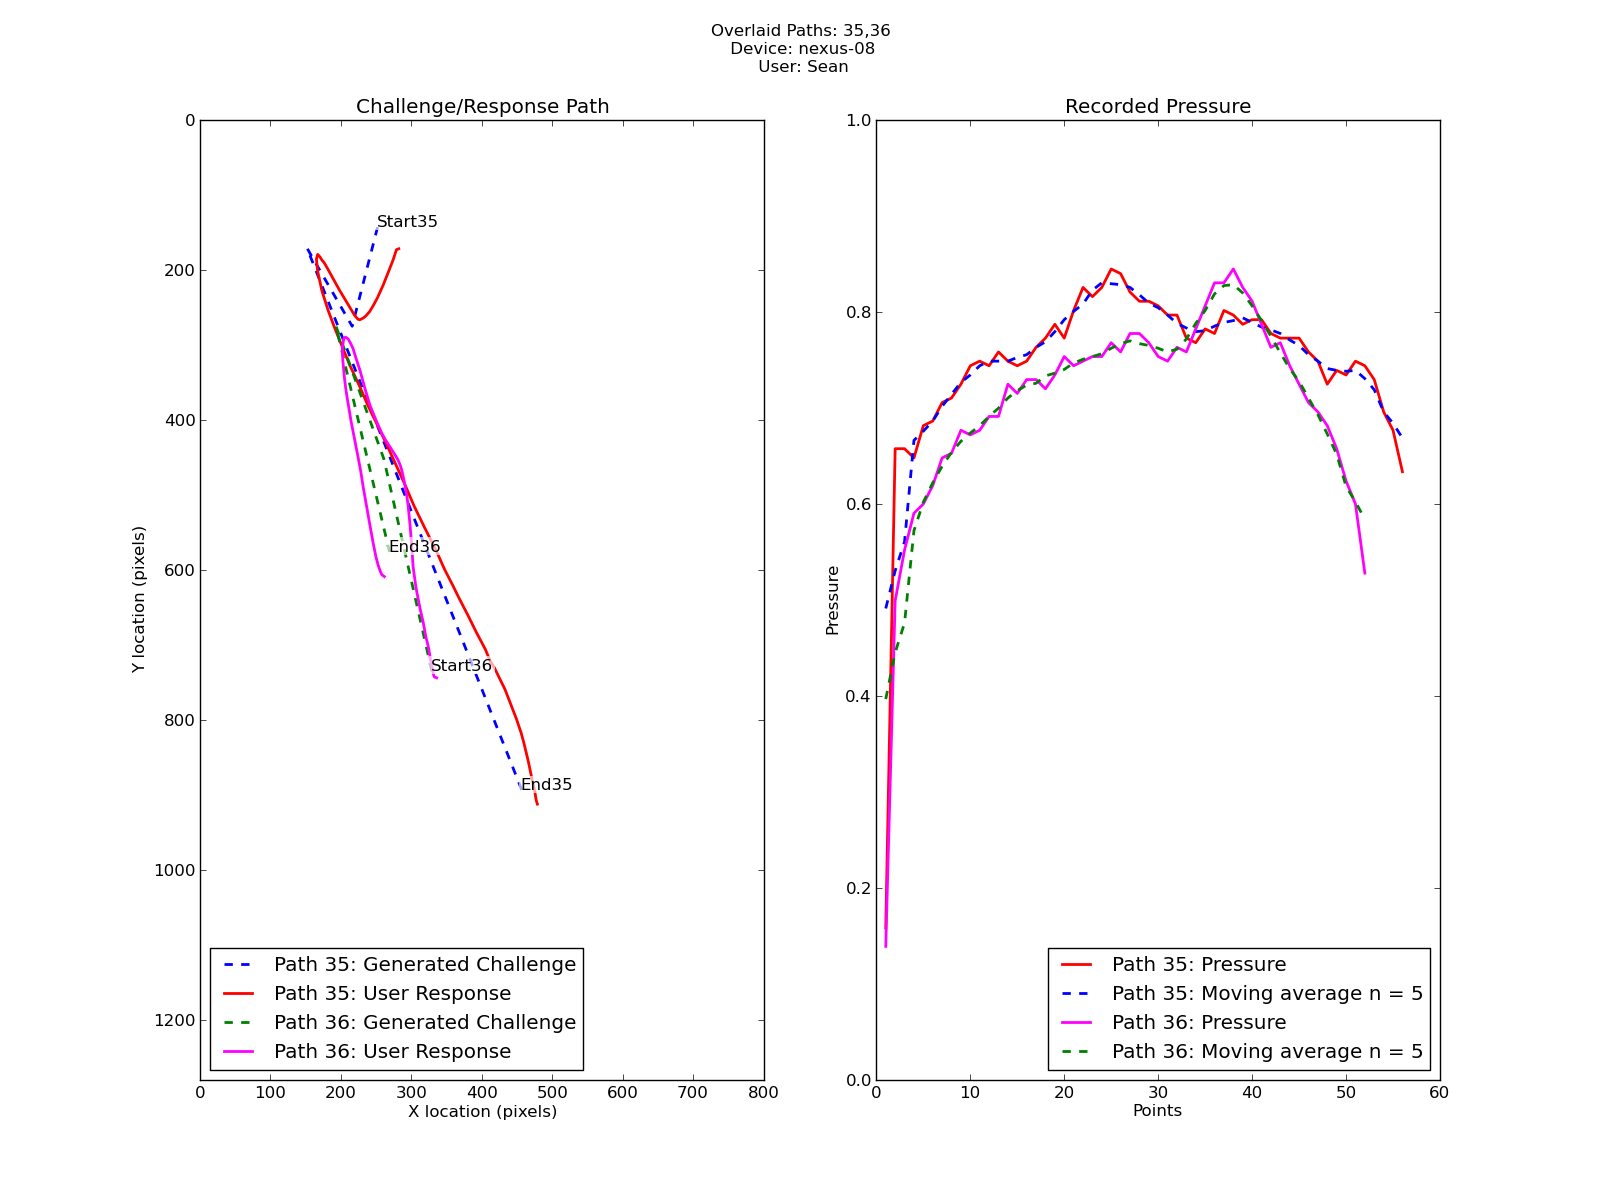 Overlaid Paths: 35,36
Device: nexus-08
User: Sean
Challenge/Response Path
0
200
400
600
800
1000
1200
Y location (pixels)
Start35
End36
Start36
End35
Path 35: Generated Challenge
Path 35: User Response
Path 36: Generated Challenge
Path 36: User Response
0 100 200 300 400 500 600 700 800
X location (pixels)
Recorded Pressure
1.0
0.8
0.6
0.4
0.2
0.0
Pressure
Path 35: Pressure
Path 35: Moving average n = 5
Path 36: Pressure
Path 36: Moving average n = 5
0 10 20 30 40 50 60
Points